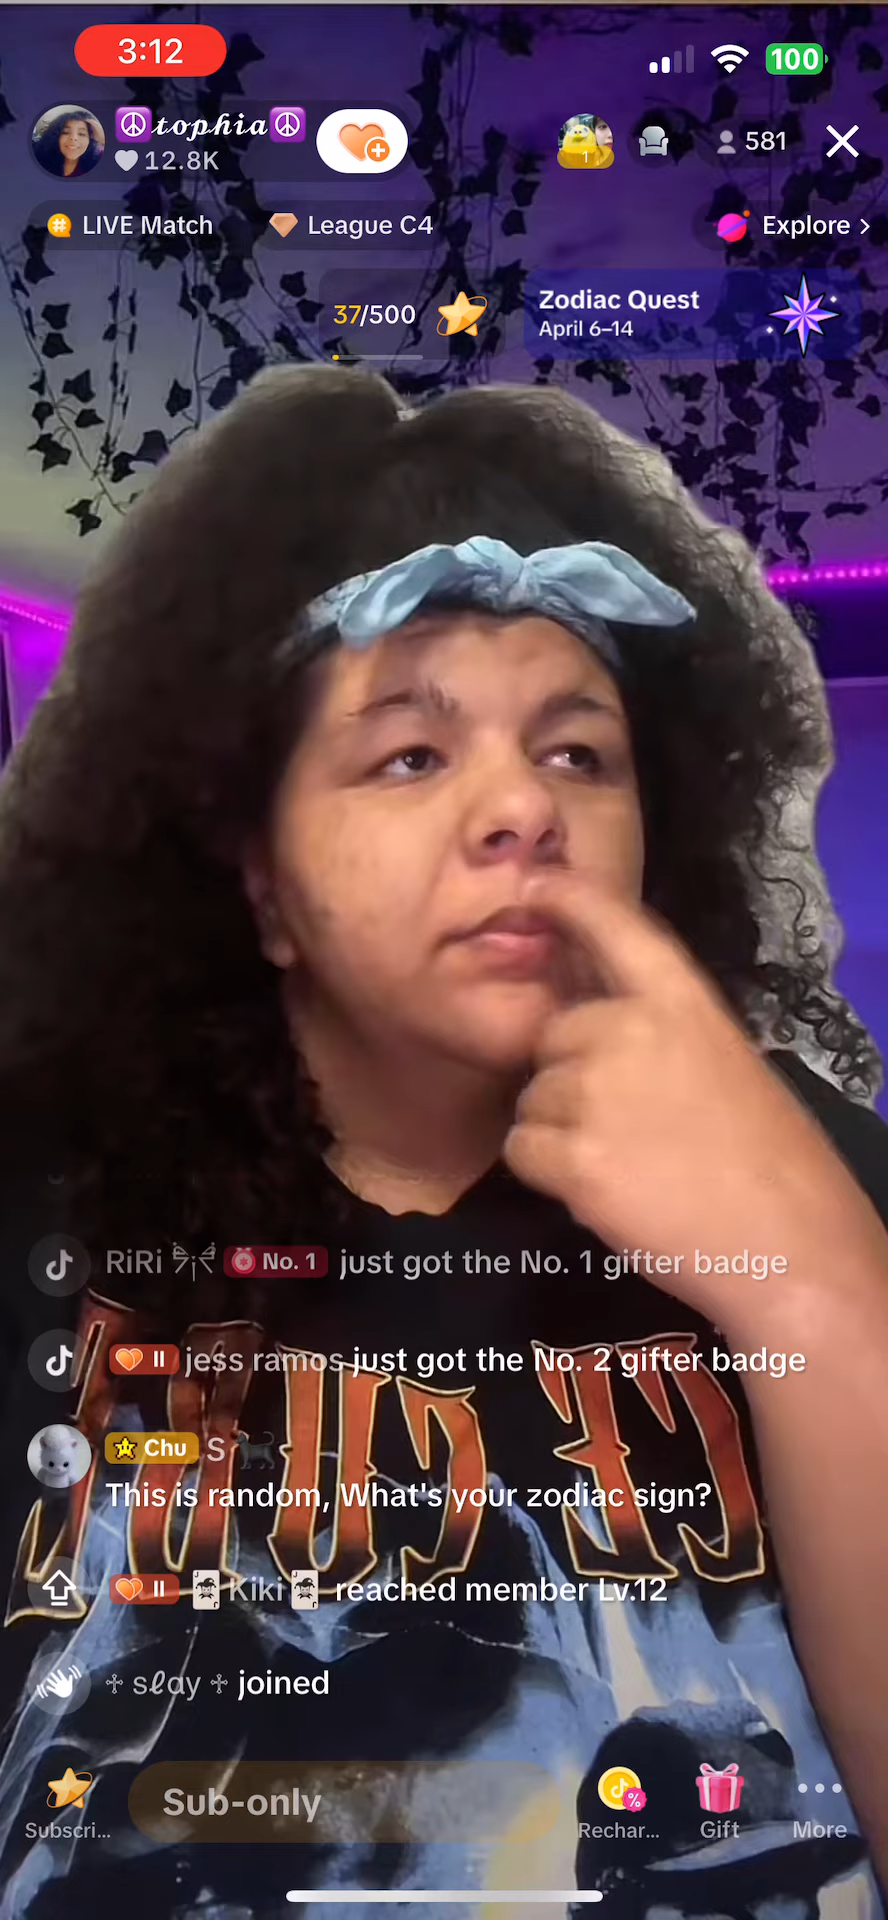 3:12
100
☮️𝓽𝓸𝓹𝓱𝓲𝓪☮️
12.8K
1
581
LIVE Match
League C4
Explore >
37/500
Zodiac Quest
April 6–14
RiRi No. 1 just got the No. 1 gifter badge
II jess ramos just got the No. 2 gifter badge
Chu S
This is random, What's your zodiac sign?
II Kiki reached member Lv.12
♱ sℓay ♱ joined
Subscri...
Sub-only
Rechar...
Gift
More